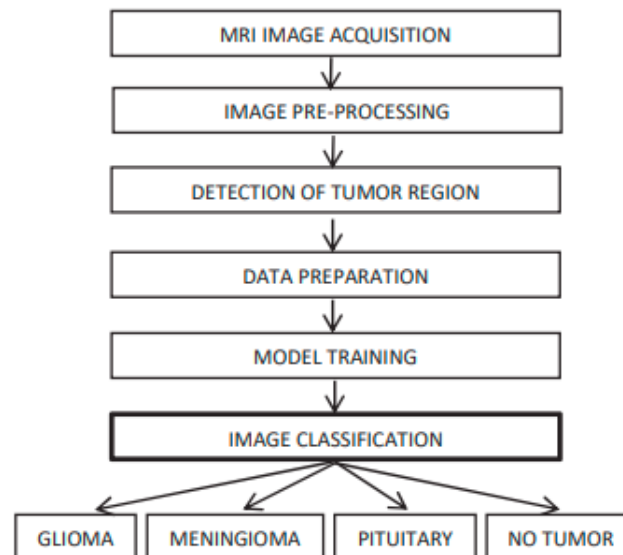 MRI IMAGE ACQUISITION
IMAGE PRE-PROCESSING
DETECTION OF TUMOR REGION
DATA PREPARATION
MODEL TRAINING
IMAGE CLASSIFICATION
GLIOMA MENINGIOMA PITUITARY NO TUMOR